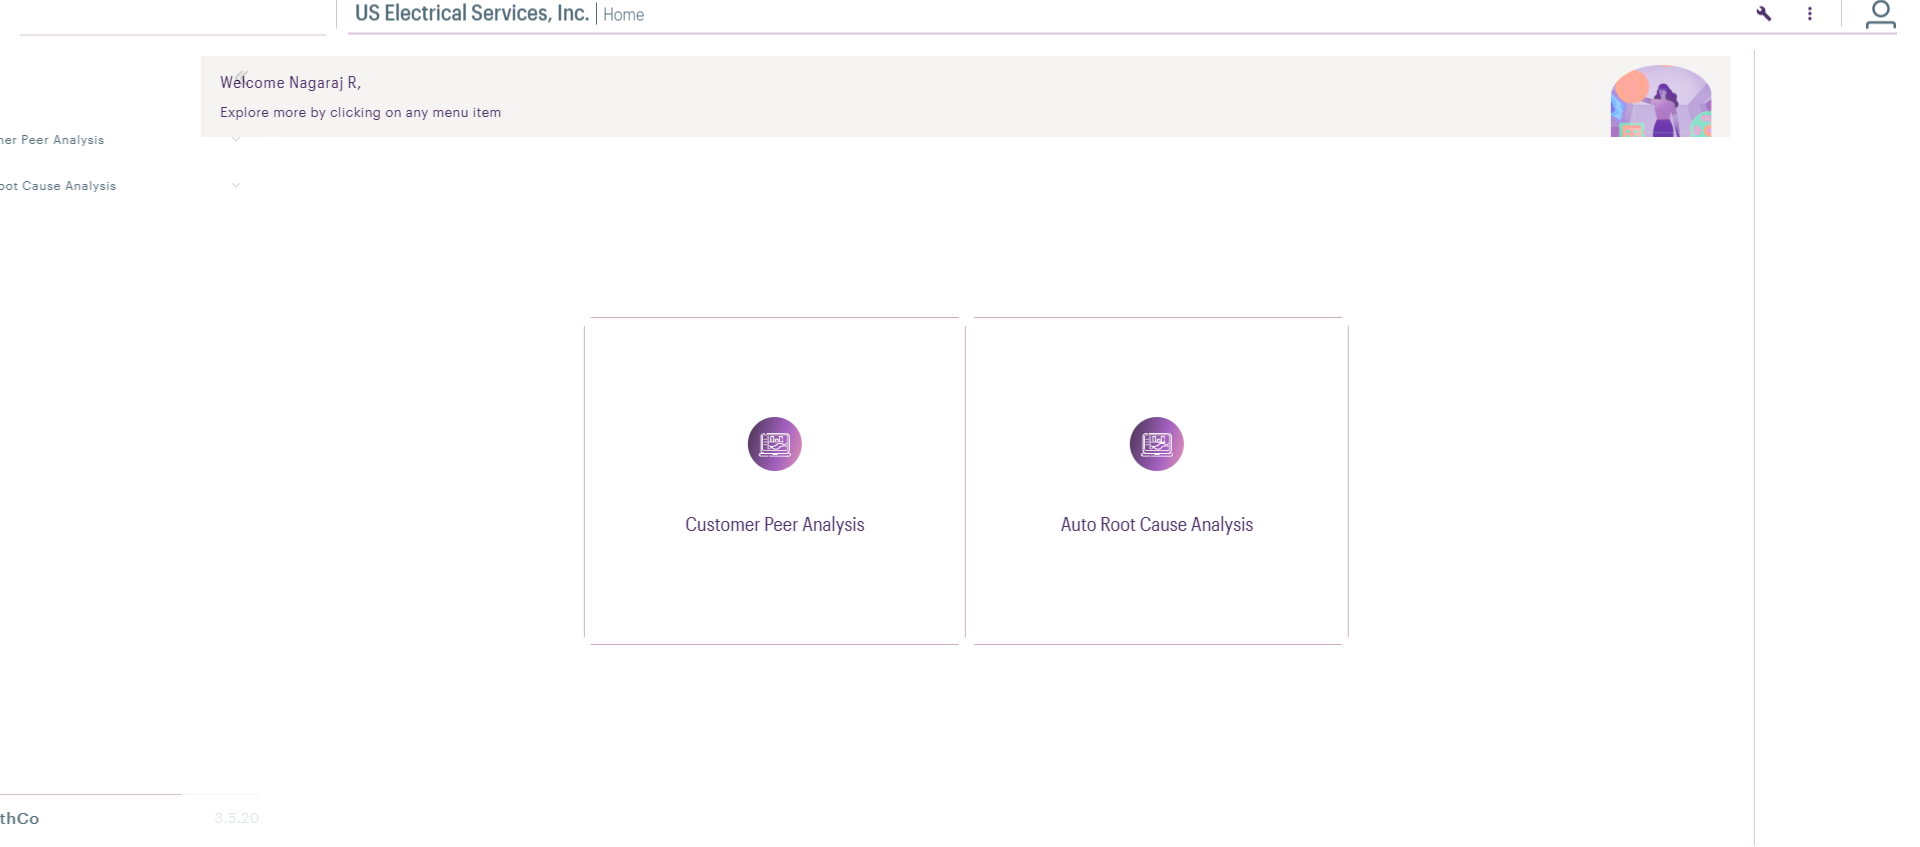 US Electrical Services, Inc. | Home
Welcome Nagaraj R,
Explore more by clicking on any menu item
ner Peer Analysis
oot Cause Analysis
Customer Peer Analysis
Auto Root Cause Analysis
thCo
3.5.20